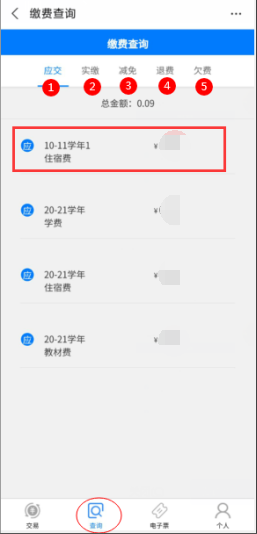 缴费查询
缴费查询
应交 实缴 减免 退费 欠费
1 2 3 4 5
总金额：0.09
应 10-11学年1 ¥
住宿费
应 20-21学年 ¥
学费
应 20-21学年 ¥
住宿费
应 20-21学年 ¥
教材费
交易 查询 电子票 个人